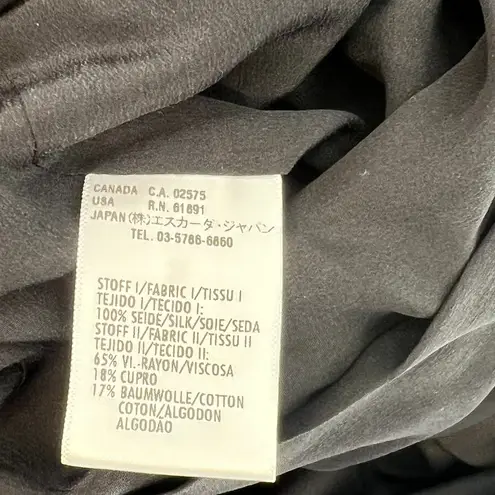 CANADA C.A. 02575
USA R.N. 61891
JAPAN (株)エスカーダ・ジャパン
TEL. 03-5788-6860
STOFF I/FABRIC I/TISSU I
TEJIDO I/TECIDO I:
100% SEIDE/SILK/SOIE/SEDA
STOFF II/FABRIC II/TISSU II
TEJIDO II/TECIDO II:
65% VI.-RAYON/VISCOSA
18% CUPRO
17% BAUMWOLLE/COTTON
COTON/ALGODON
ALGODAO